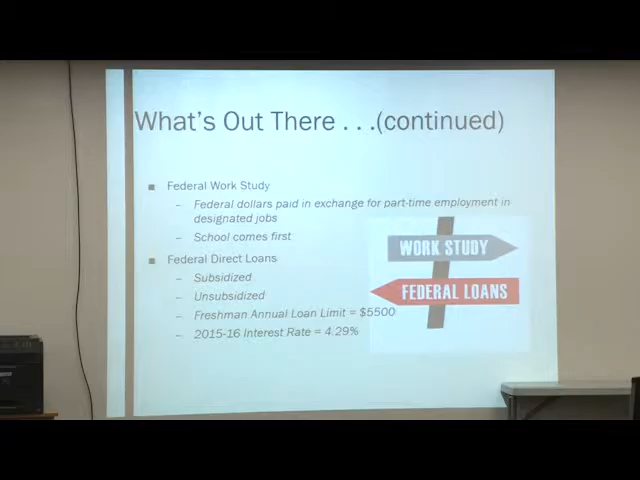 What's Out There . . .(continued)
Federal Work Study
– Federal dollars paid in exchange for part-time employment in
designated jobs
– School comes first
Federal Direct Loans
– Subsidized
– Unsubsidized
– Freshman Annual Loan Limit = $5500
– 2015-16 Interest Rate = 4.29%
WORK STUDY
FEDERAL LOANS